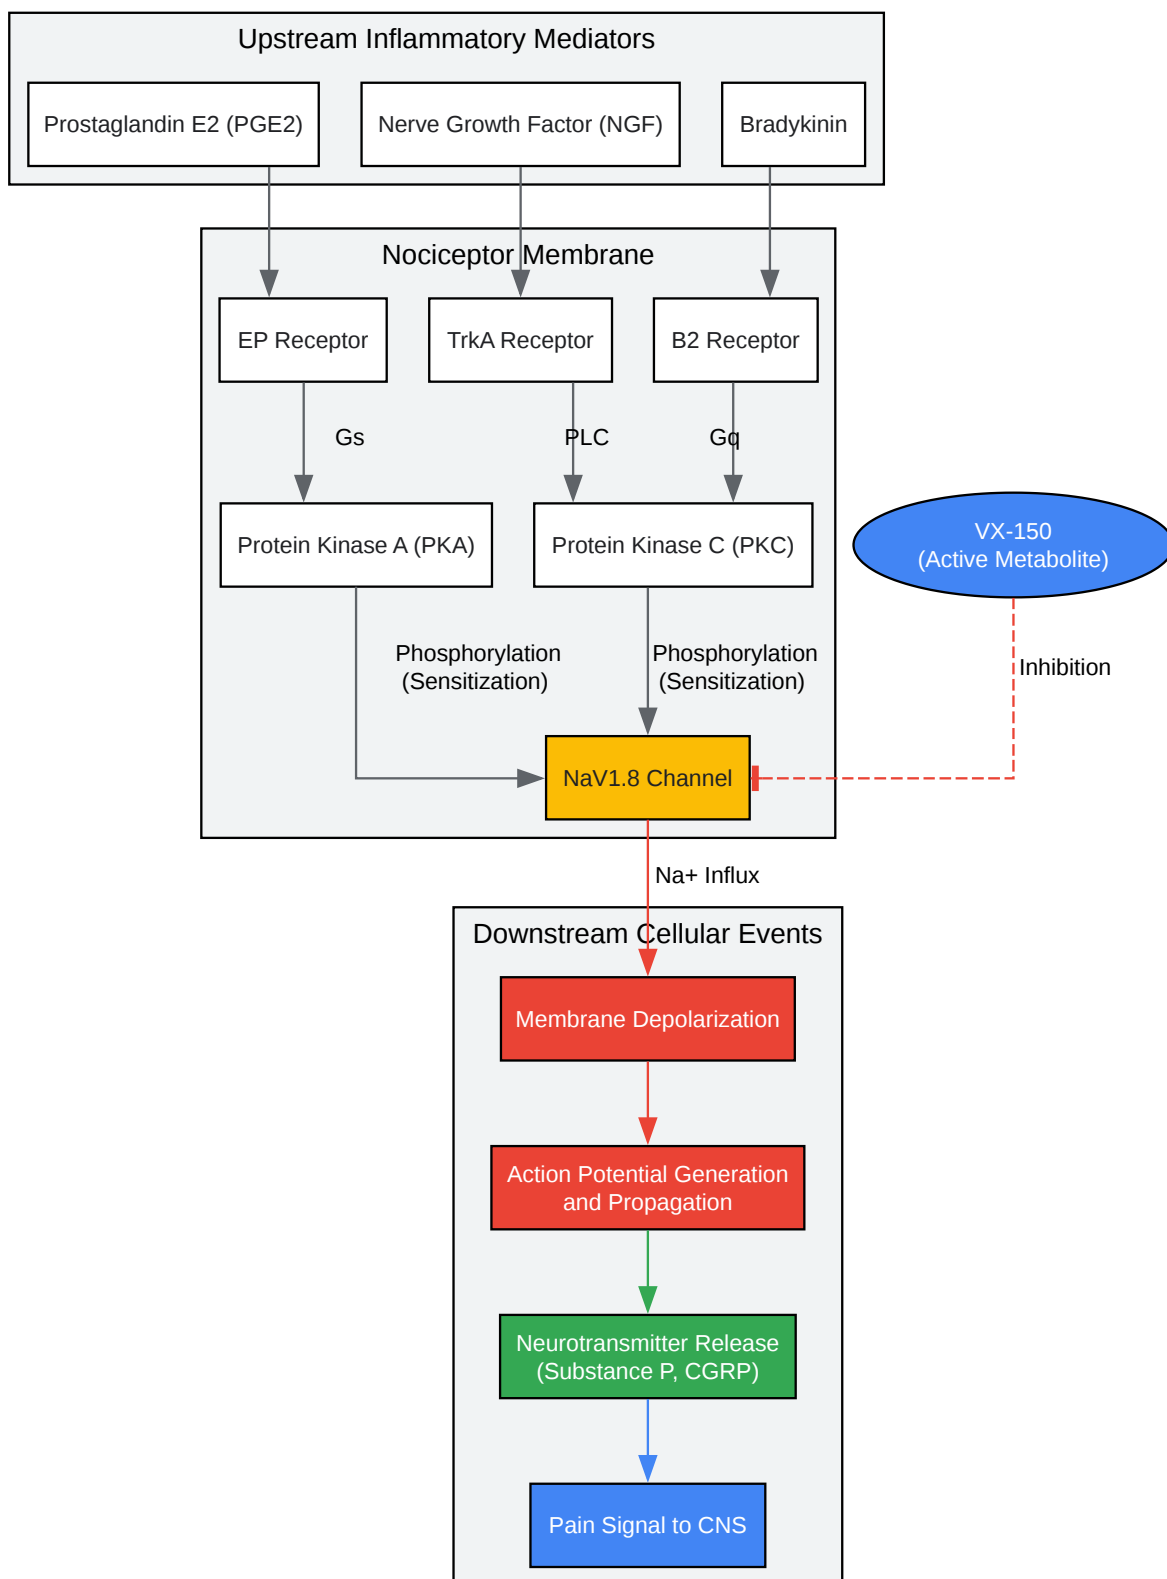 Upstream Inflammatory Mediators
Prostaglandin E2 (PGE2)
Nerve Growth Factor (NGF)
Bradykinin
Nociceptor Membrane
EP Receptor
TrkA Receptor
B2 Receptor
Gs
PLC
Gq
Protein Kinase A (PKA)
Protein Kinase C (PKC)
VX-150
(Active Metabolite)
Phosphorylation
(Sensitization)
Phosphorylation
(Sensitization)
Inhibition
NaV1.8 Channel
Na+ Influx
Downstream Cellular Events
Membrane Depolarization
Action Potential Generation
and Propagation
Neurotransmitter Release
(Substance P, CGRP)
Pain Signal to CNS